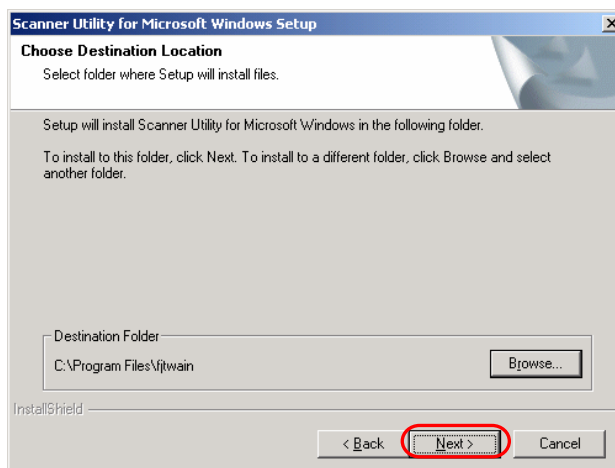 Scanner Utility for Microsoft Windows Setup
Choose Destination Location
Select folder where Setup will install files.
Setup will install Scanner Utility for Microsoft Windows in the following folder.
To install to this folder, click Next. To install to a different folder, click Browse and select
another folder.
Destination Folder
C:\Program Files\fjtwain
Browse...
InstallShield
< Back
Next >
Cancel